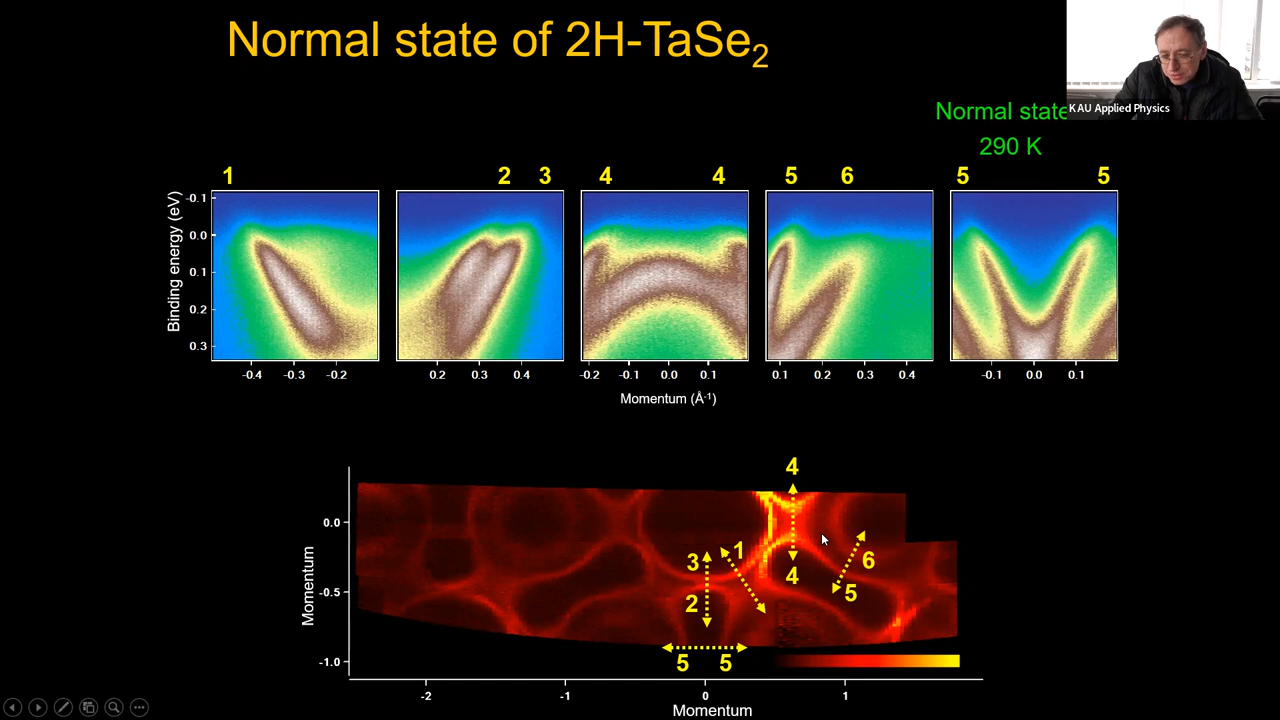 Normal state of 2H-TaSe₂
KAU Applied Physics
Normal state
290 K
1 2 3 4 4 5 6 5 5
Binding energy (eV)
-0.1
0.0
0.1
0.2
0.3
-0.4 -0.3 -0.2 0.2 0.3 0.4 -0.2 -0.1 0.0 0.1 0.1 0.2 0.3 0.4 -0.1 0.0 0.1
Momentum (Å⁻¹)
4
Momentum
0.0
-0.5
-1.0
3 1 6
4
2 5
5 5
-2 -1 0 1
Momentum